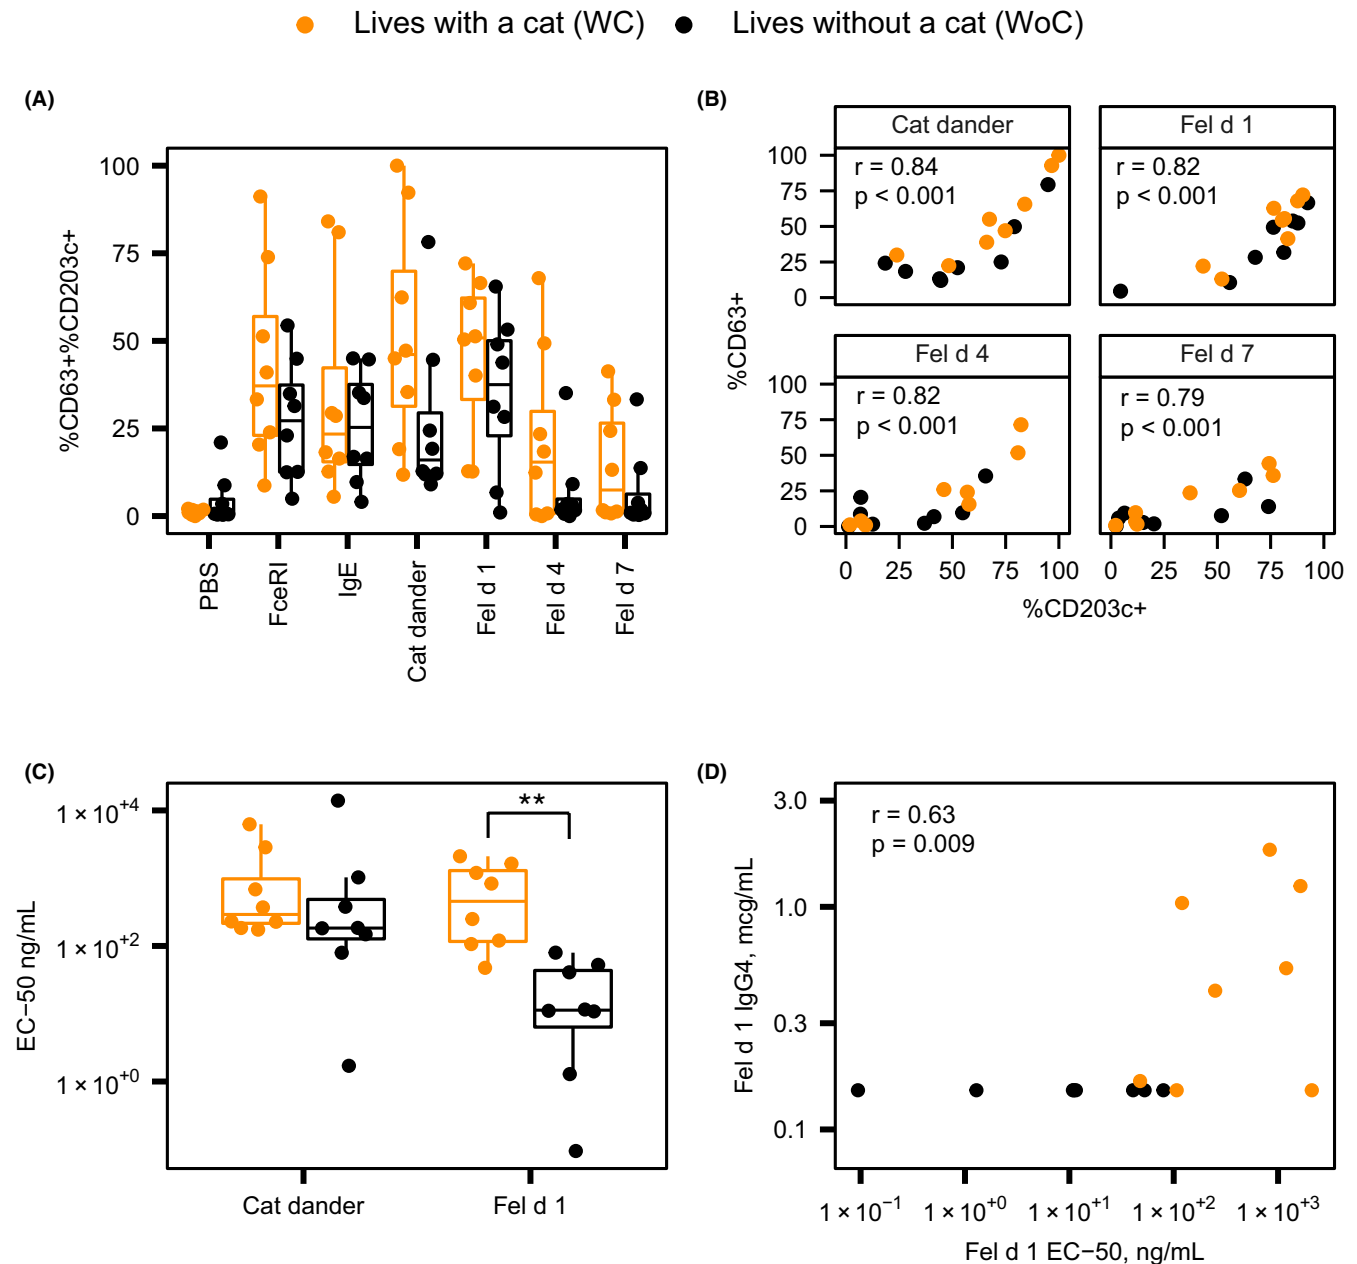 Lives with a cat (WC) Lives without a cat (WoC)
(A)
%CD63+%CD203c+
100
75
50
25
0
PBS
FceRI
IgE
Cat dander
Fel d 1
Fel d 4
Fel d 7
(B)
%CD63+
Cat dander
r = 0.84
p < 0.001
100
75
50
25
0
Fel d 1
r = 0.82
p < 0.001
Fel d 4
r = 0.82
p < 0.001
100
75
50
25
0
0 25 50 75 100
Fel d 7
r = 0.79
p < 0.001
0 25 50 75 100
%CD203c+
(C)
EC−50 ng/mL
1 × 10⁺⁴
1 × 10⁺²
1 × 10⁺⁰
**
Cat dander
Fel d 1
(D)
Fel d 1 IgG4, mcg/mL
3.0
1.0
0.3
0.1
r = 0.63
p = 0.009
1 × 10⁻¹ 1 × 10⁺⁰ 1 × 10⁺¹ 1 × 10⁺² 1 × 10⁺³
Fel d 1 EC−50, ng/mL